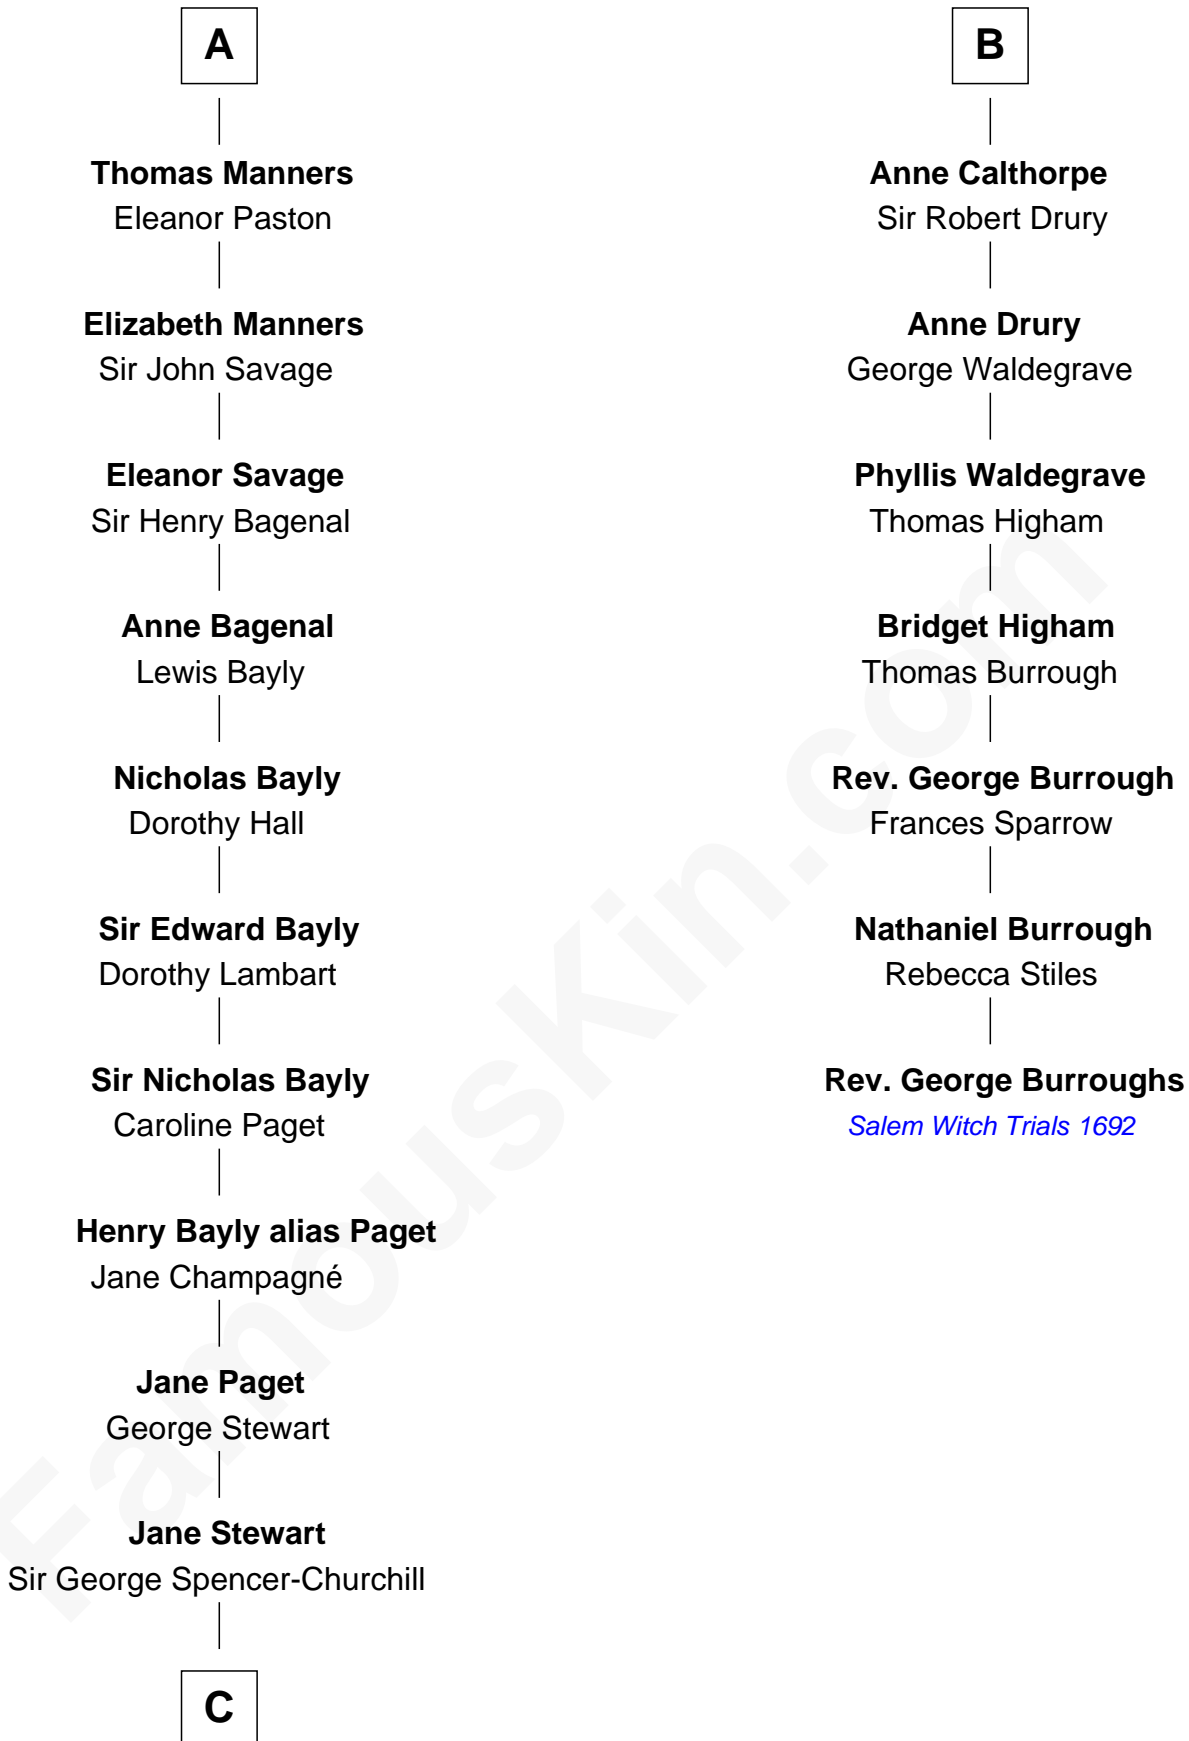 A
Thomas Manners
Eleanor Paston
Elizabeth Manners
Sir John Savage
Eleanor Savage
Sir Henry Bagenal
Anne Bagenal
Lewis Bayly
Nicholas Bayly
Dorothy Hall
Sir Edward Bayly
Dorothy Lambart
Sir Nicholas Bayly
Caroline Paget
Henry Bayly alias Paget
Jane Champagné
Jane Paget
George Stewart
Jane Stewart
Sir George Spencer-Churchill
C
B
Anne Calthorpe
Sir Robert Drury
Anne Drury
George Waldegrave
Phyllis Waldegrave
Thomas Higham
Bridget Higham
Thomas Burrough
Rev. George Burrough
Frances Sparrow
Nathaniel Burrough
Rebecca Stiles
Rev. George Burroughs
Salem Witch Trials 1692
FamousKin.com